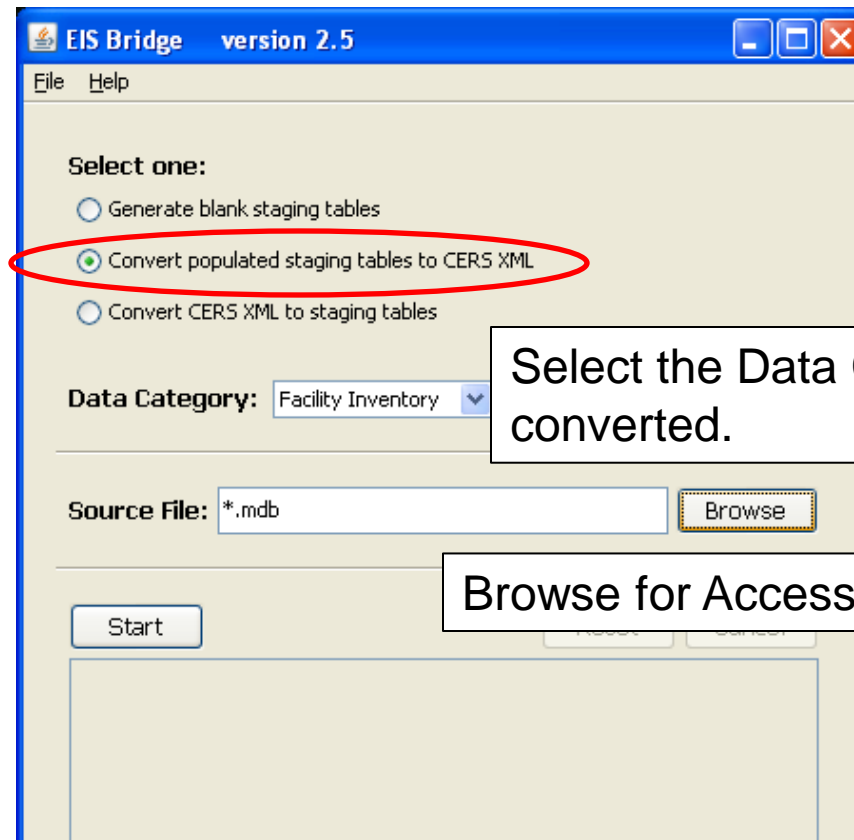 EIS Bridge version 2.5
File Help
Select one:
Generate blank staging tables
Convert populated staging tables to CERS XML
Convert CERS XML to staging tables
Select the Data
converted.
Data Category: Facility Inventory
Source File: *.mdb Browse
Browse for Access
Start